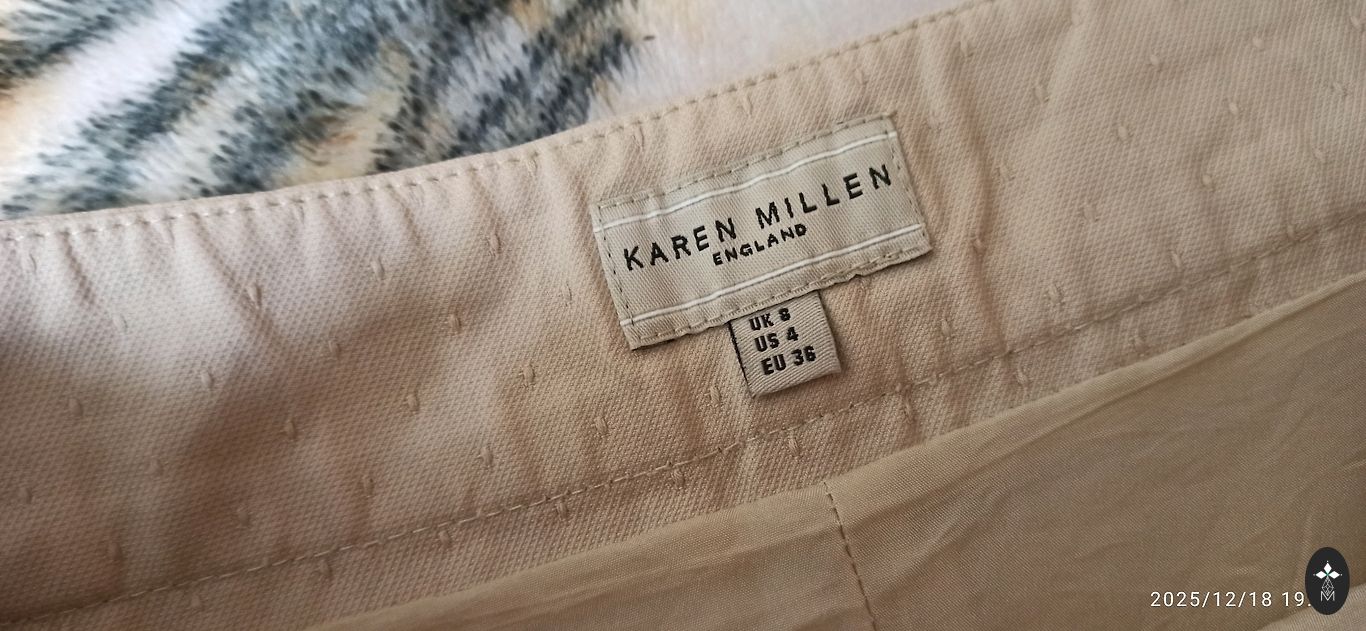 KAREN MILLEN
ENGLAND
UK 8
US 4
EU 36
2025/12/18 19:
M